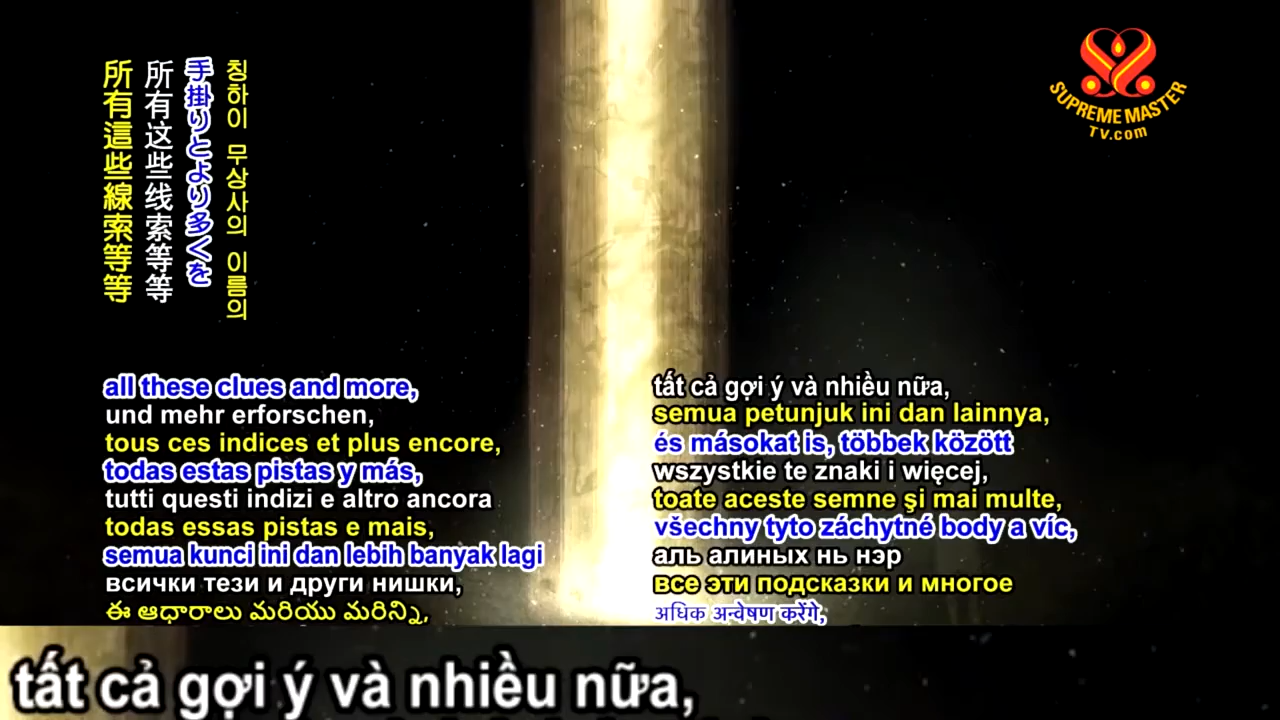 所有這些線索等等
所有这些线索等等
手掛りとより多くを
칭하이 무상사의 이름의
SUPREME MASTER
TV.com
all these clues and more,
und mehr erforschen,
tous ces indices et plus encore,
todas estas pistas y más,
tutti questi indizi e altro ancora
todas essas pistas e mais,
semua kunci ini dan lebih banyak lagi
всички тези и други нишки,
ఈ ఆధారాలు మరియు మరిన్ని,
tất cả gợi ý và nhiều nữa,
semua petunjuk ini dan lainnya,
és másokat is, többek között
wszystkie te znaki i więcej,
toate aceste semne şi mai multe,
všechny tyto záchytné body a víc,
аль алиных нь нэр
все эти подсказки и многое
अधिक अन्वेषण करेंगे,
tất cả gợi ý và nhiều nữa,